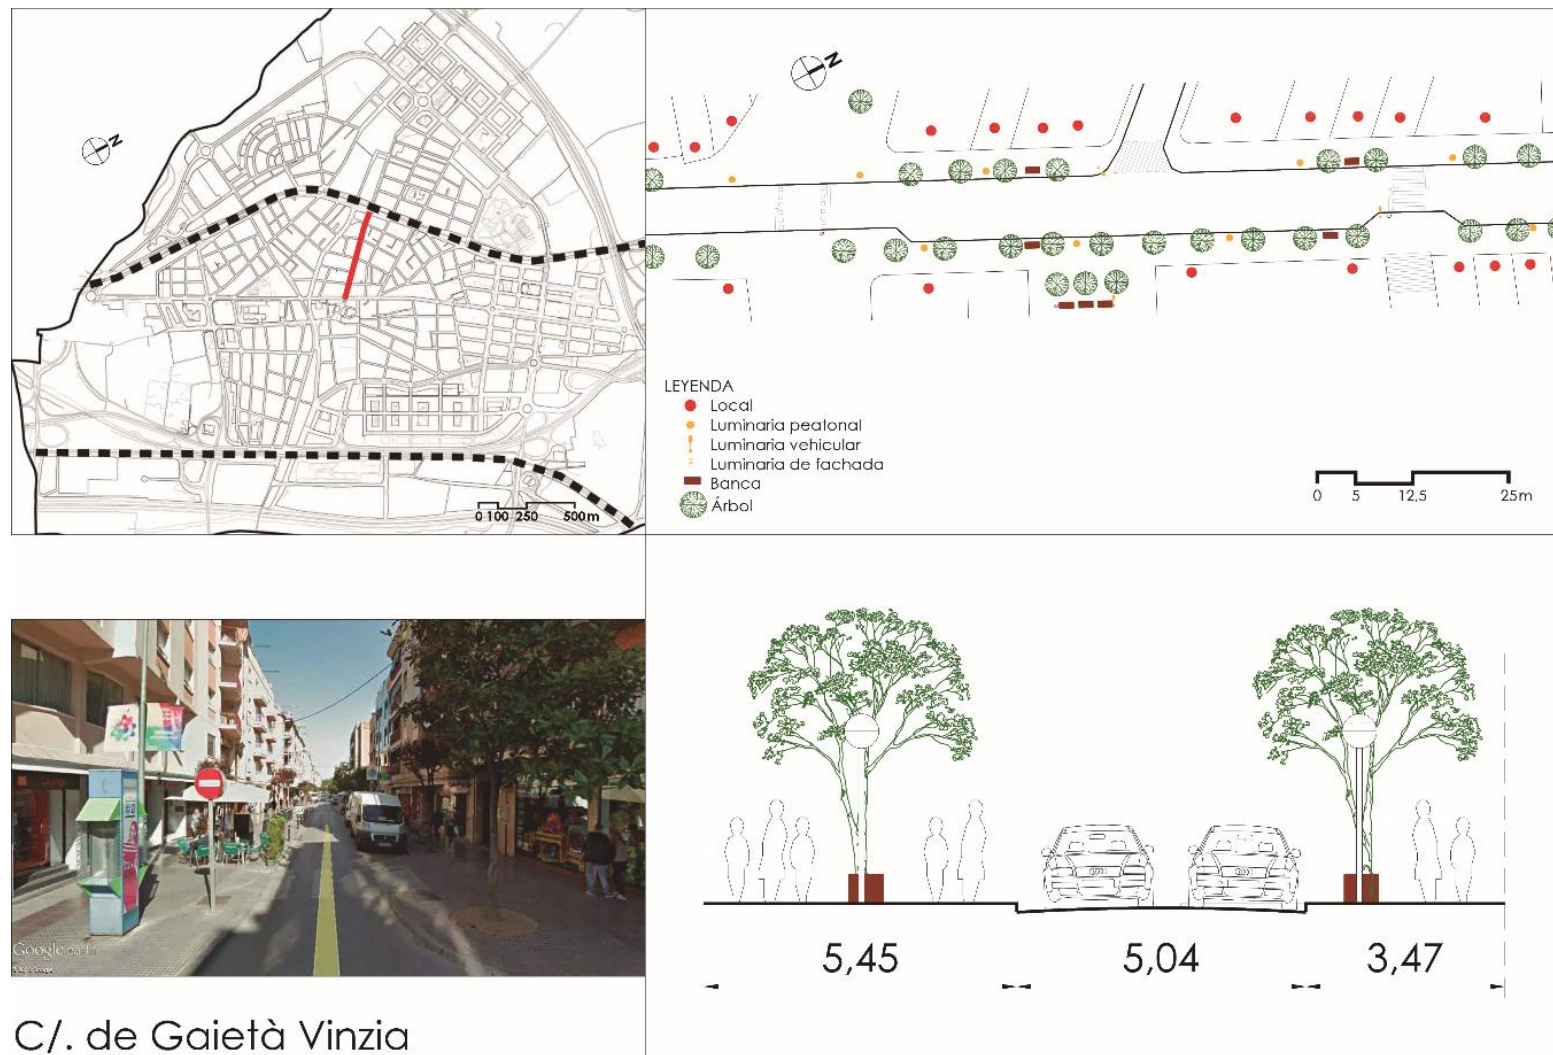 N
0 100 250 500m
N
LEYENDA
Local
Luminaria peatonal
Luminaria vehicular
Luminaria de fachada
Banca
Árbol
0 5 12,5 25m
Google earth
5,45 5,04 3,47
C/. de Gaietà Vinzia